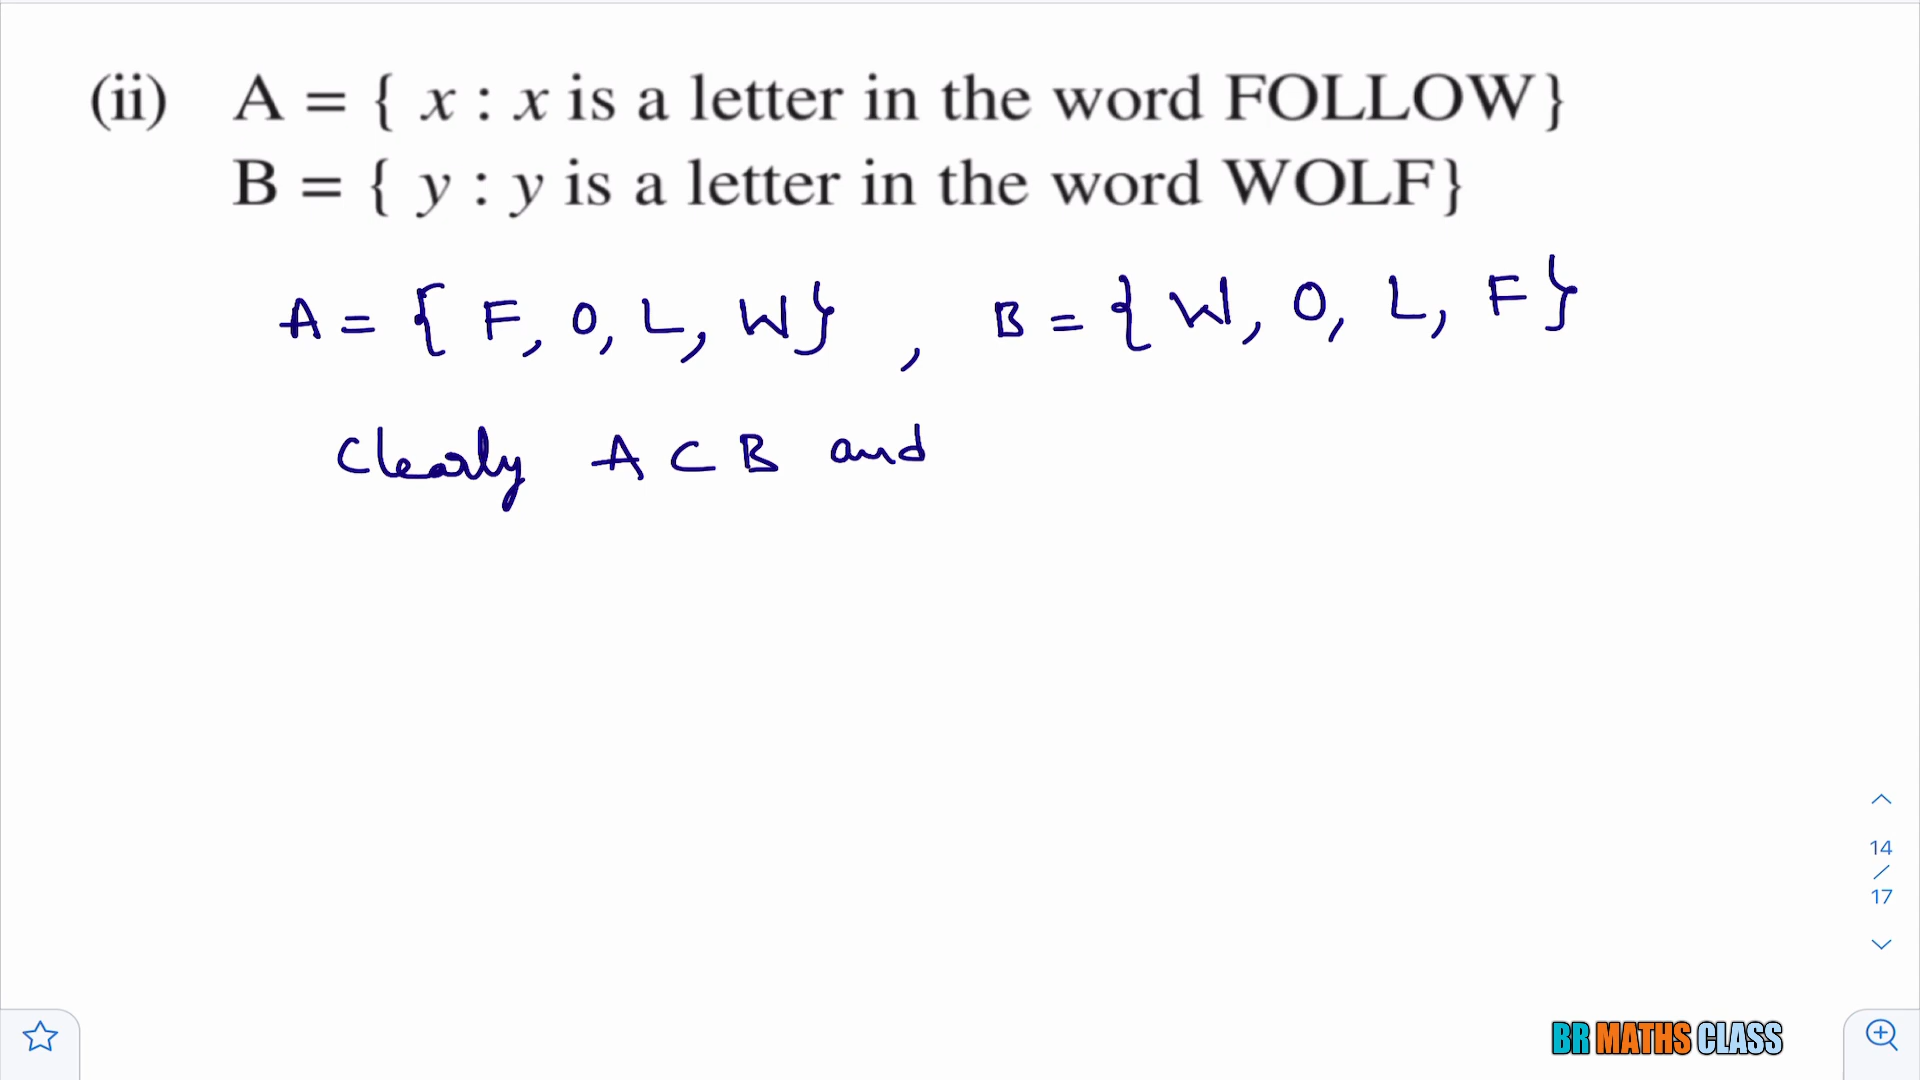 (ii) A = { x : x is a letter in the word FOLLOW}
B = { y : y is a letter in the word WOLF}
A = { F, O, L, W} , B = { W, O, L, F}
Clearly A ⊂ B and
14
/
17
BR MATHS CLASS